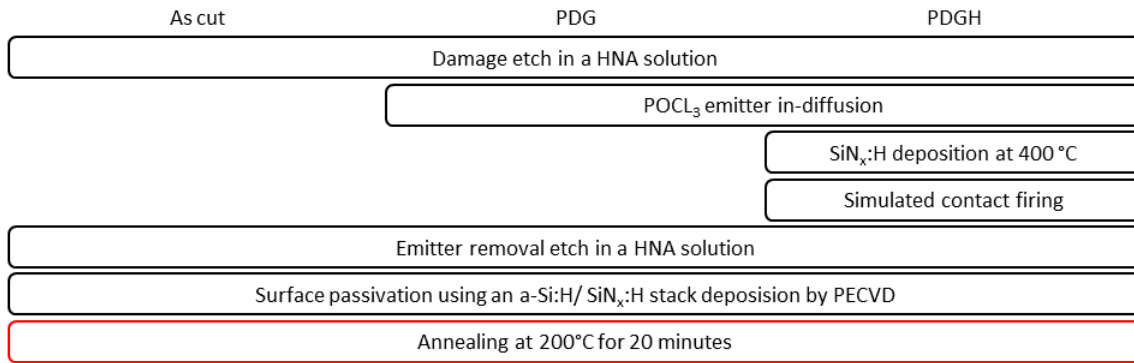 As cut PDG PDGH
Damage etch in a HNA solution
POCL₃ emitter in-diffusion
SiNₓ:H deposition at 400 °C
Simulated contact firing
Emitter removal etch in a HNA solution
Surface passivation using an a-Si:H/ SiNₓ:H stack deposision by PECVD
Annealing at 200°C for 20 minutes